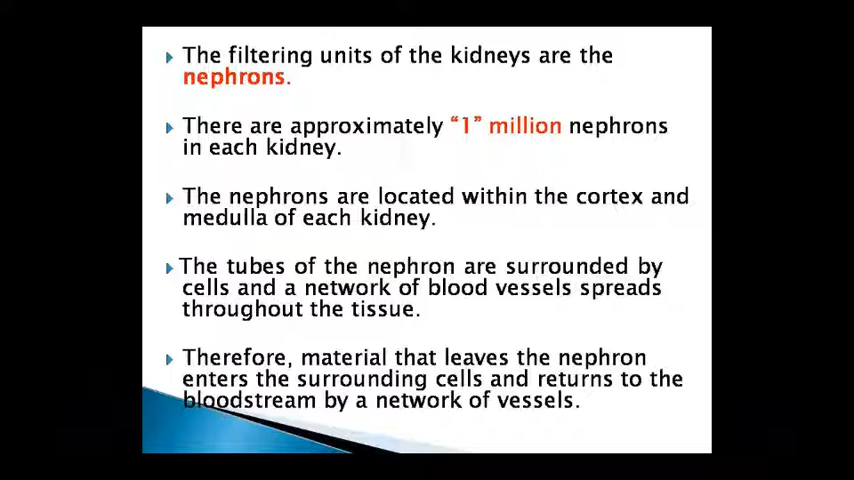 The filtering units of the kidneys are the
nephrons.
There are approximately “1” million nephrons
in each kidney.
The nephrons are located within the cortex and
medulla of each kidney.
The tubes of the nephron are surrounded by
cells and a network of blood vessels spreads
throughout the tissue.
Therefore, material that leaves the nephron
enters the surrounding cells and returns to the
bloodstream by a network of vessels.